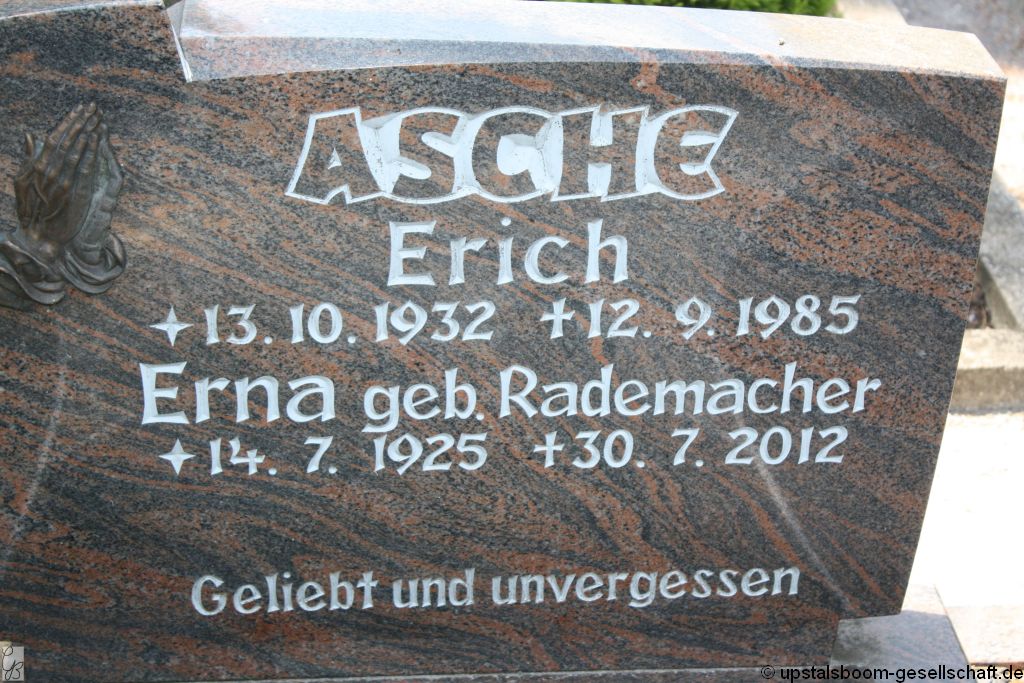 ASCHE
Erich
13. 10. 1932 †12. 9. 1985
Erna geb. Rademacher
14. 7. 1925 †30. 7. 2012
Geliebt und unvergessen
GB
© upstalsboom-gesellschaft.de